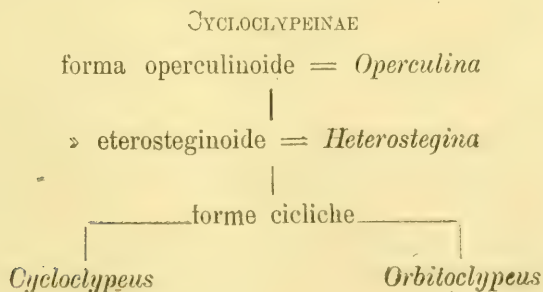 CYCLOCLYPEINAE
forma operculinoide = Operculina
» eterosteginoide = Heterostegina
forme cicliche
Cycloclypeus Orbitoclypeus